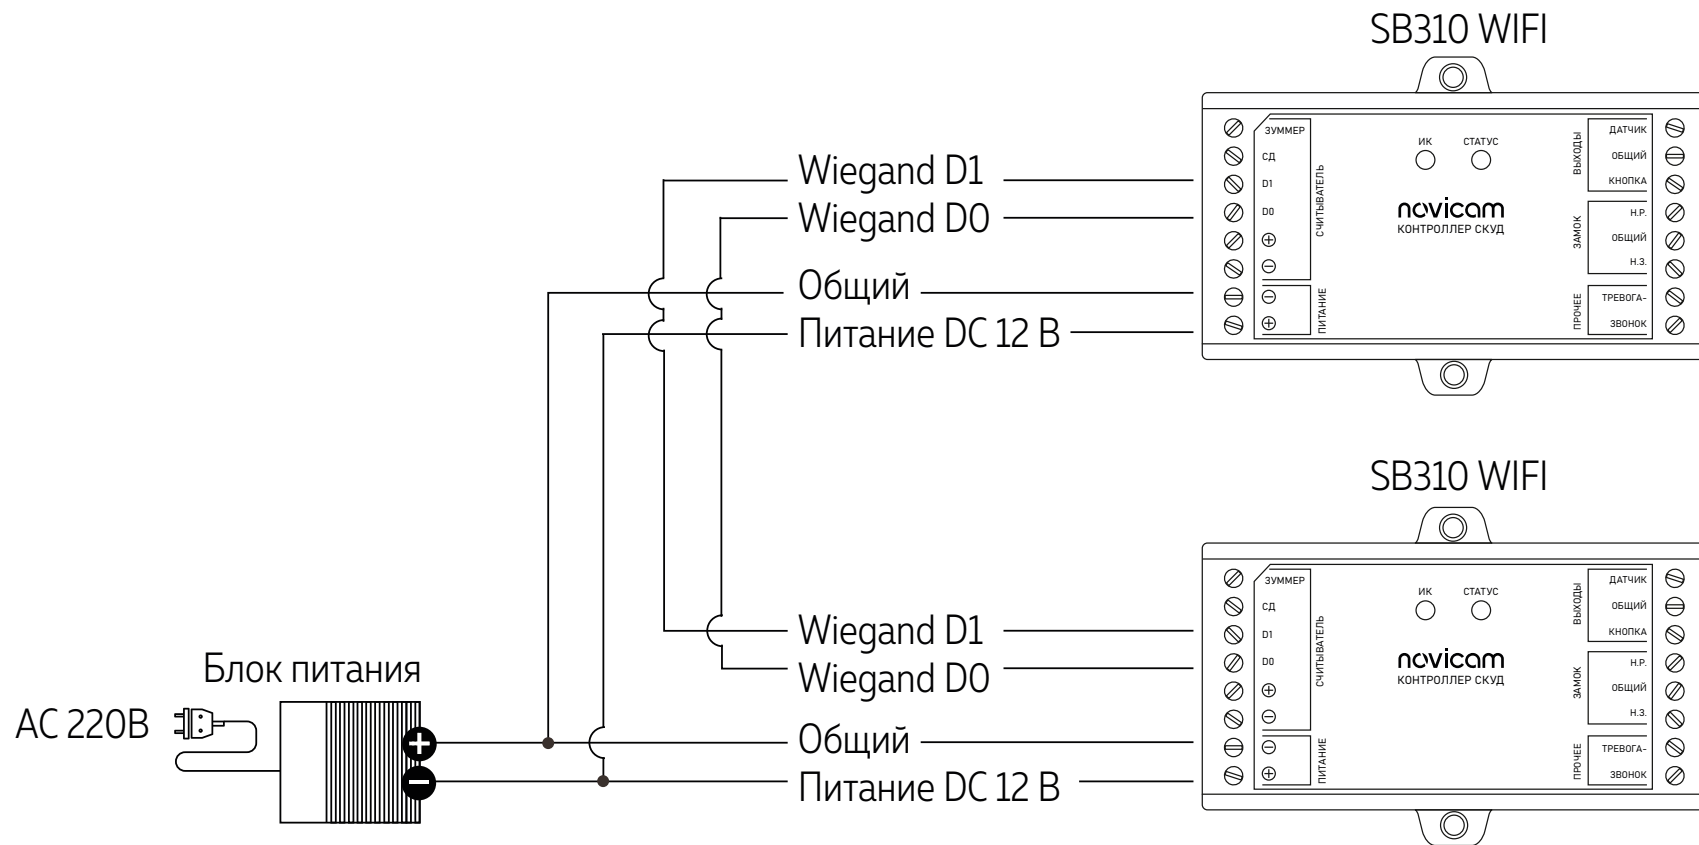 SB310 WIFI
ЗУММЕР
СД
D1
D0
СЧИТЫВАТЕЛЬ
ПИТАНИЕ
ИК
СТАТУС
novicam
КОНТРОЛЛЕР СКУД
ВЫХОДЫ
ДАТЧИК
ОБЩИЙ
КНОПКА
ЗАМОК
Н.Р.
ОБЩИЙ
Н.З.
ПРОЧЕЕ
ТРЕВОГА-
ЗВОНОК
Wiegand D1
Wiegand D0
Общий
Питание DC 12 В
SB310 WIFI
ЗУММЕР
СД
D1
D0
СЧИТЫВАТЕЛЬ
ПИТАНИЕ
ИК
СТАТУС
novicam
КОНТРОЛЛЕР СКУД
ВЫХОДЫ
ДАТЧИК
ОБЩИЙ
КНОПКА
ЗАМОК
Н.Р.
ОБЩИЙ
Н.З.
ПРОЧЕЕ
ТРЕВОГА-
ЗВОНОК
Wiegand D1
Wiegand D0
Общий
Питание DC 12 В
Блок питания
AC 220В